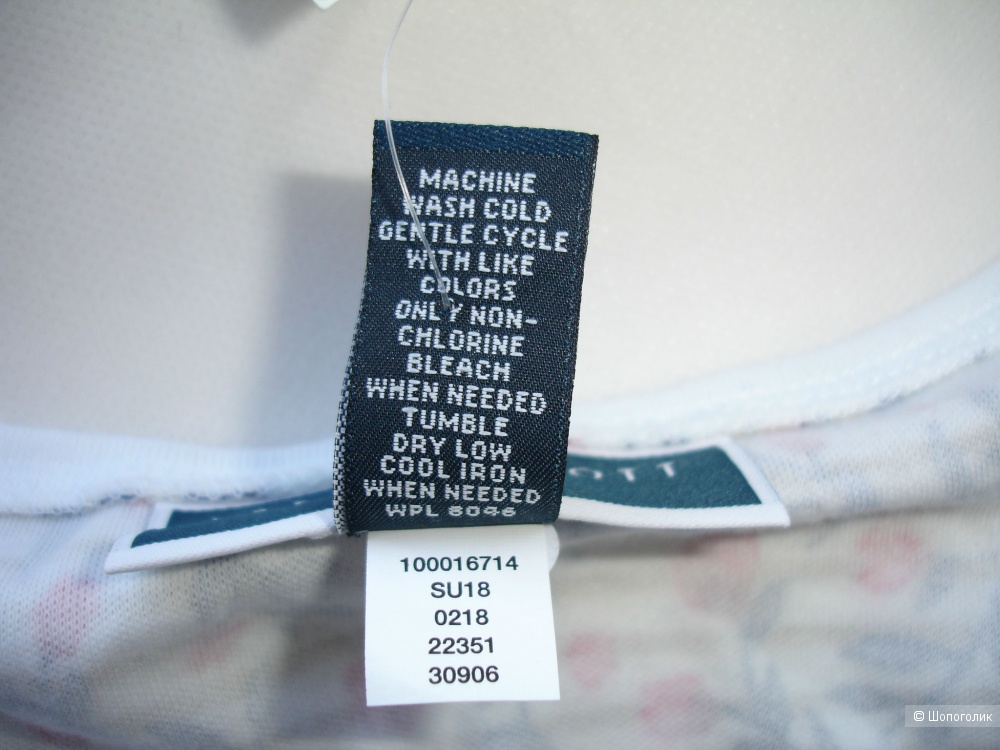 MACHINE
WASH COLD
GENTLE CYCLE
WITH LIKE
COLORS
ONLY NON-
CHLORINE
BLEACH
WHEN NEEDED
TUMBLE
DRY LOW
COOL IRON
WHEN NEEDED
WPL 8096
100016714
SU18
0218
22351
30906
© Шопоголик